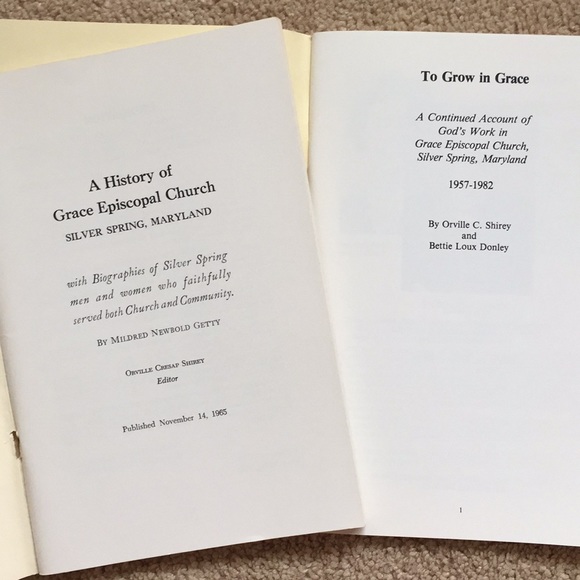 A History of
Grace Episcopal Church
SILVER SPRING, MARYLAND
with Biographies of Silver Spring
men and women who faithfully
served both Church and Community.
BY MILDRED NEWBOLD GETTY
ORVILLE CRESAP SHIREY
Editor
Published November 14, 1965
To Grow in Grace
A Continued Account of
God's Work in
Grace Episcopal Church,
Silver Spring, Maryland
1957-1982
By Orville C. Shirey
and
Bettie Loux Donley
1